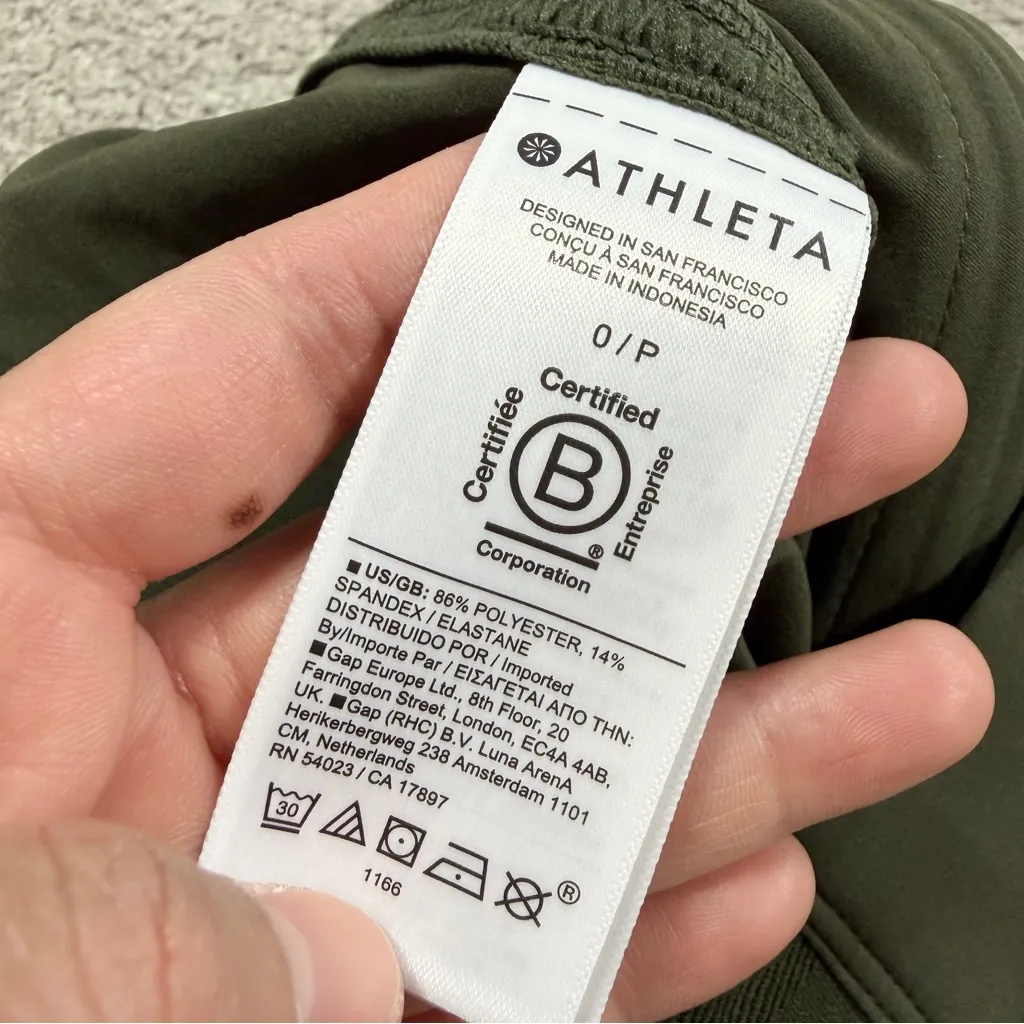 ATHLETA
DESIGNED IN SAN FRANCISCO
CONÇU À SAN FRANCISCO
MADE IN INDONESIA
0 / P
Certified
Certifiée
B
Entreprise
®
Corporation
■ US/GB: 86% POLYESTER, 14%
SPANDEX / ELASTANE
DISTRIBUIDO POR / Imported
By/Importe Par / ΕΙΣΑΓΕΤΑΙ ΑΠΟ ΤΗΝ:
■Gap Europe Ltd., 8th Floor, 20
Farringdon Street, London, EC4A 4AB,
UK. ■Gap (RHC) B.V. Luna ArenA
Herikerbergweg 238 Amsterdam 1101
CM, Netherlands
RN 54023 / CA 17897
30
®
1166